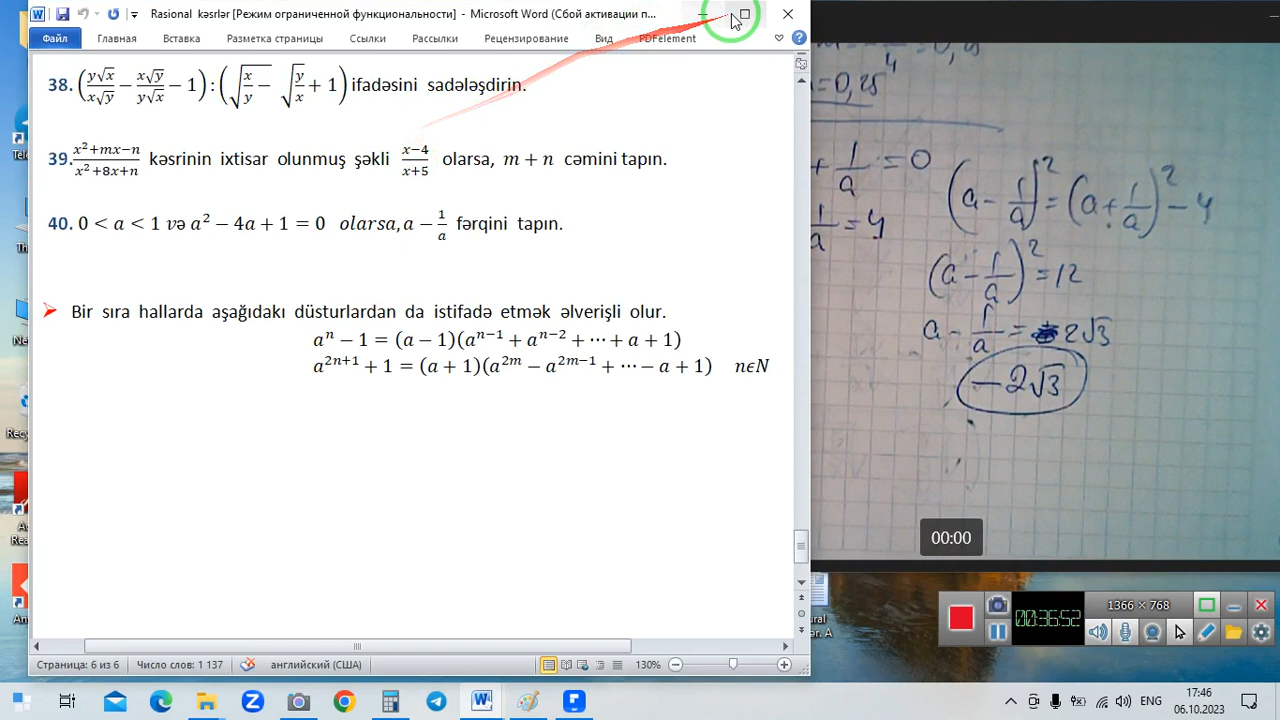 Rasional kəsrlər [Режим ограниченной функциональности] - Microsoft Word (Сбой активации п...
Файл Главная Вставка Разметка страницы Ссылки Рассылки Рецензирование Вид PDFelement
38. (y√x/x√y − x√y/y√x − 1) : (√(x/y −) √(y/x) + 1) ifadəsini sadələşdirin.
39. (x² + mx − n)/(x² + 8x + n) kəsrinin ixtisar olunmuş şəkli (x−4)/(x+5) olarsa, m + n cəmini tapın.
40. 0 < a < 1 və a² − 4a + 1 = 0 olarsa, a − 1/a fərqini tapın.
➢ Bir sıra hallarda aşağıdakı düsturlardan da istifadə etmək əlverişli olur.
aⁿ − 1 = (a − 1)(aⁿ⁻¹ + aⁿ⁻² + ⋯ + a + 1)
a²ⁿ⁺¹ + 1 = (a + 1)(a²ᵐ − a²ᵐ⁻¹ + ⋯ − a + 1) nϵN
Страница: 6 из 6 Число слов: 1 137 английский (США) 130%
= 0,25⁴
+ 1/a = 0
1/a = 4
(a − 1/a)² = (a + 1/a)² − 4
(a − 1/a)² = 12
a − 1/a = 2√3
−2√3
00:00
00:36:52
1366 × 768
ENG
17:46
06.10.2023